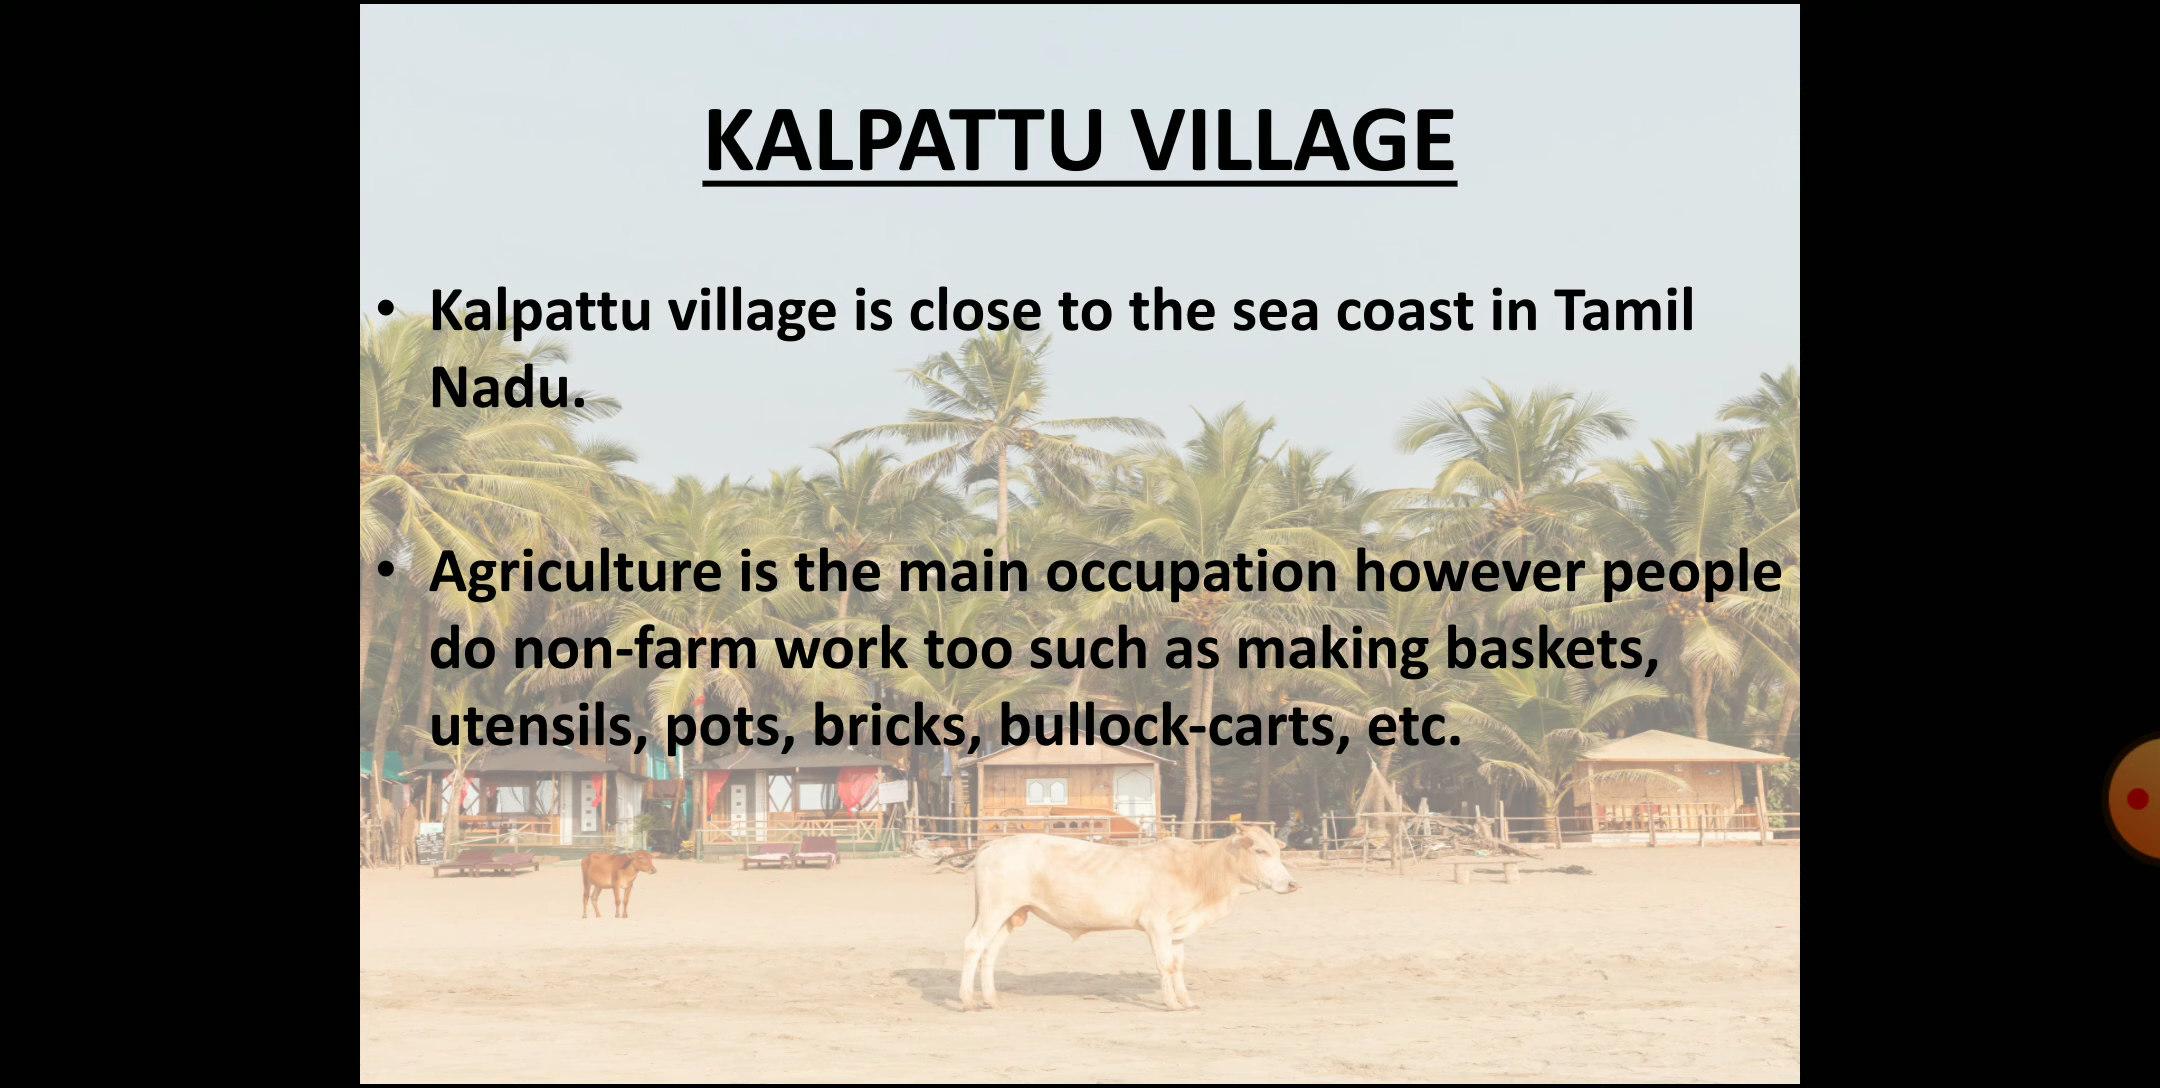 KALPATTU VILLAGE
• Kalpattu village is close to the sea coast in Tamil
Nadu.
• Agriculture is the main occupation however people
do non-farm work too such as making baskets,
utensils, pots, bricks, bullock-carts, etc.